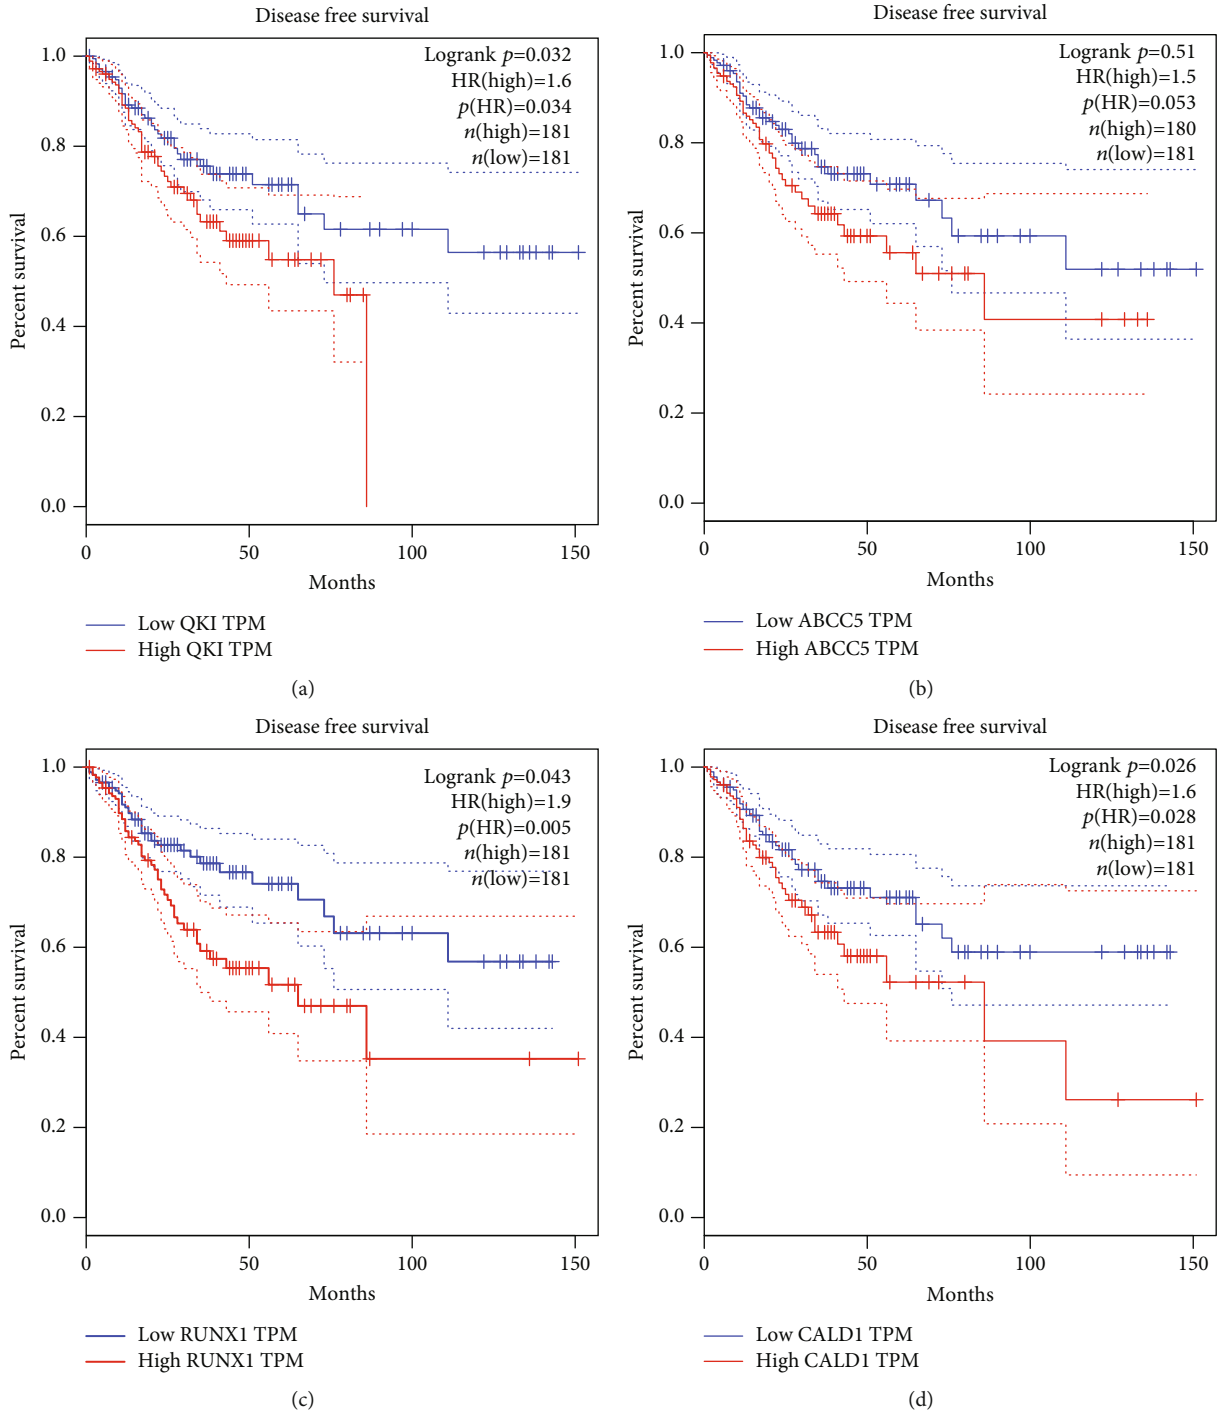 Disease free survival
Logrank p=0.032
HR(high)=1.6
p(HR)=0.034
n(high)=181
n(low)=181
Percent survival
1.0
0.8
0.6
0.4
0.2
0.0
0 50 100 150
Months
Low QKI TPM
High QKI TPM
(a)
Disease free survival
Logrank p=0.51
HR(high)=1.5
p(HR)=0.053
n(high)=180
n(low)=181
Percent survival
1.0
0.8
0.6
0.4
0.2
0.0
0 50 100 150
Months
Low ABCC5 TPM
High ABCC5 TPM
(b)
Disease free survival
Logrank p=0.043
HR(high)=1.9
p(HR)=0.005
n(high)=181
n(low)=181
Percent survival
1.0
0.8
0.6
0.4
0.2
0.0
0 50 100 150
Months
Low RUNX1 TPM
High RUNX1 TPM
(c)
Disease free survival
Logrank p=0.026
HR(high)=1.6
p(HR)=0.028
n(high)=181
n(low)=181
Percent survival
1.0
0.8
0.6
0.4
0.2
0.0
0 50 100 150
Months
Low CALD1 TPM
High CALD1 TPM
(d)